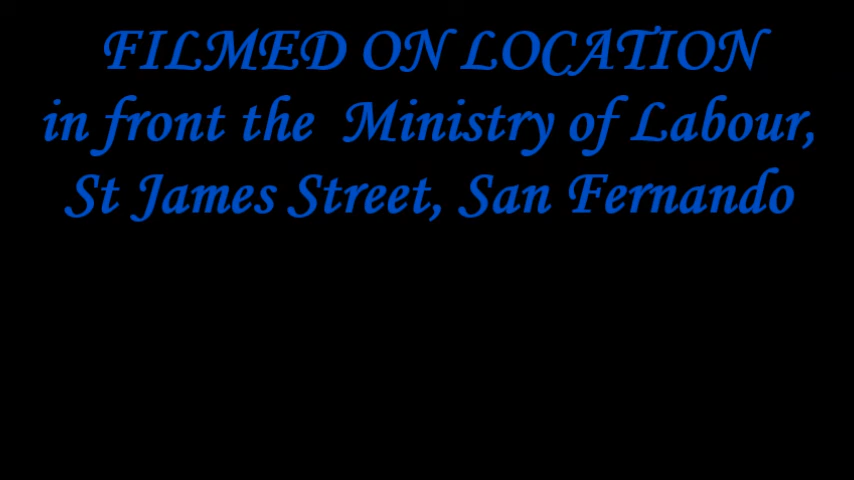 FILMED ON LOCATION
in front the Ministry of Labour,
St James Street, San Fernando